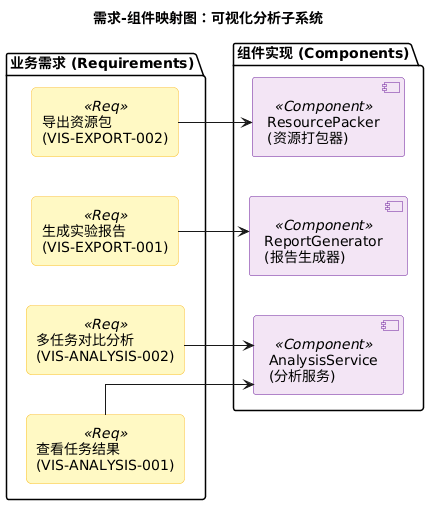 需求-组件映射图：可视化分析子系统
业务需求 (Requirements)
«Req»
导出资源包
(VIS-EXPORT-002)
«Req»
生成实验报告
(VIS-EXPORT-001)
«Req»
多任务对比分析
(VIS-ANALYSIS-002)
«Req»
查看任务结果
(VIS-ANALYSIS-001)
组件实现 (Components)
«Component»
ResourcePacker
(资源打包器)
«Component»
ReportGenerator
(报告生成器)
«Component»
AnalysisService
(分析服务)